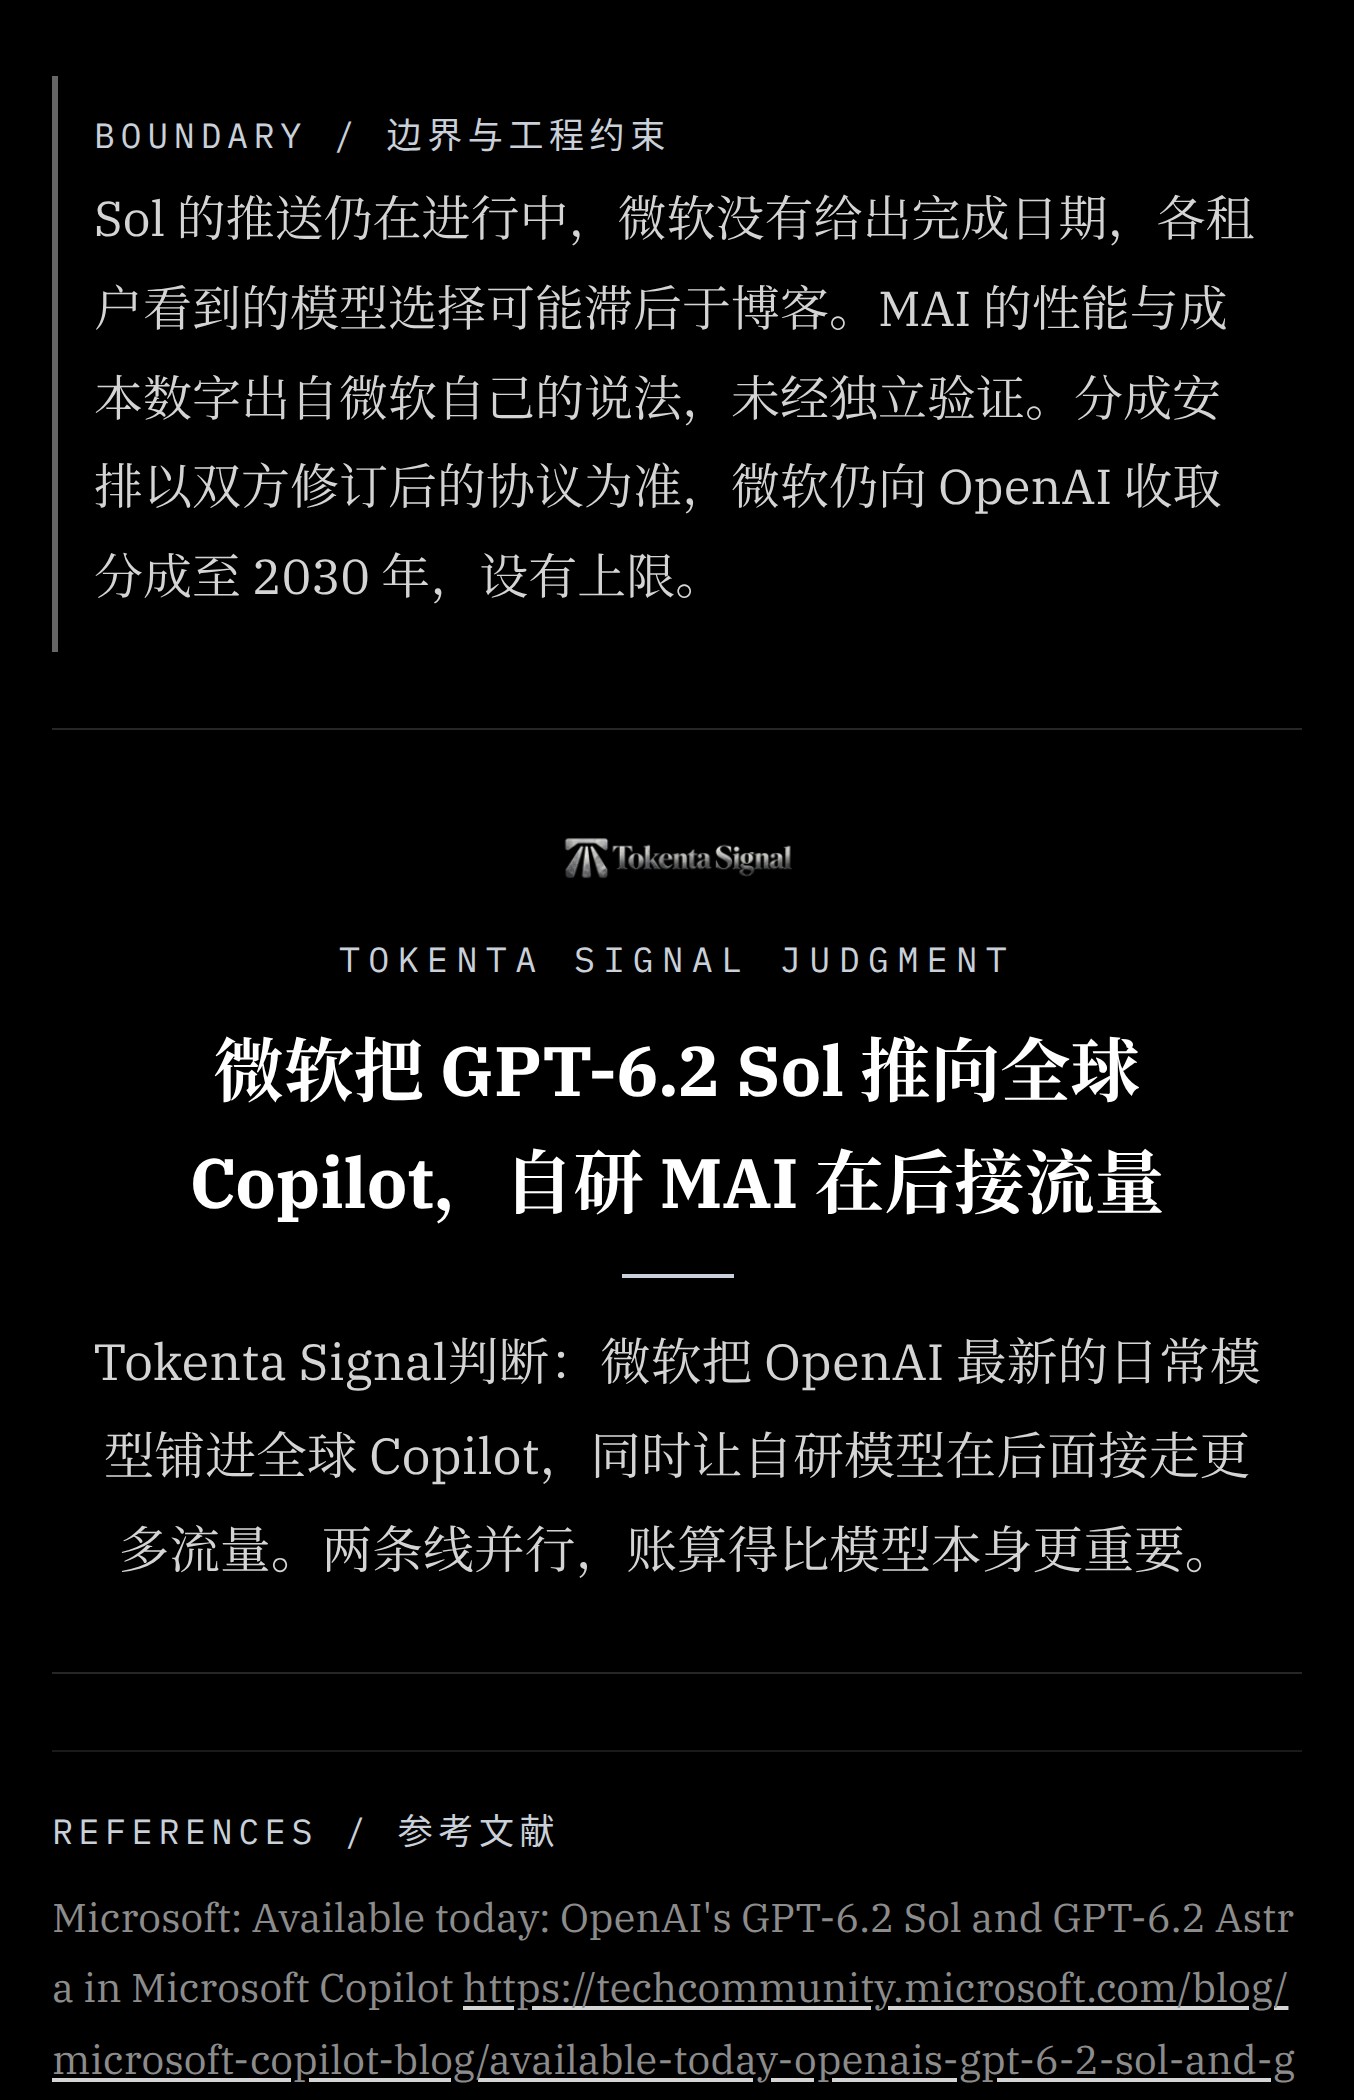 BOUNDARY / 边界与工程约束
Sol 的推送仍在进行中，微软没有给出完成日期，各租
户看到的模型选择可能滞后于博客。MAI 的性能与成
本数字出自微软自己的说法，未经独立验证。分成安
排以双方修订后的协议为准，微软仍向 OpenAI 收取
分成至 2030 年，设有上限。
Tokenta Signal
TOKENTA SIGNAL JUDGMENT
微软把 GPT-6.2 Sol 推向全球
Copilot，自研 MAI 在后接流量
Tokenta Signal判断：微软把 OpenAI 最新的日常模
型铺进全球 Copilot，同时让自研模型在后面接走更
多流量。两条线并行，账算得比模型本身更重要。
REFERENCES / 参考文献
Microsoft: Available today: OpenAI's GPT-6.2 Sol and GPT-6.2 Astr
a in Microsoft Copilot https://techcommunity.microsoft.com/blog/
microsoft-copilot-blog/available-today-openais-gpt-6-2-sol-and-g